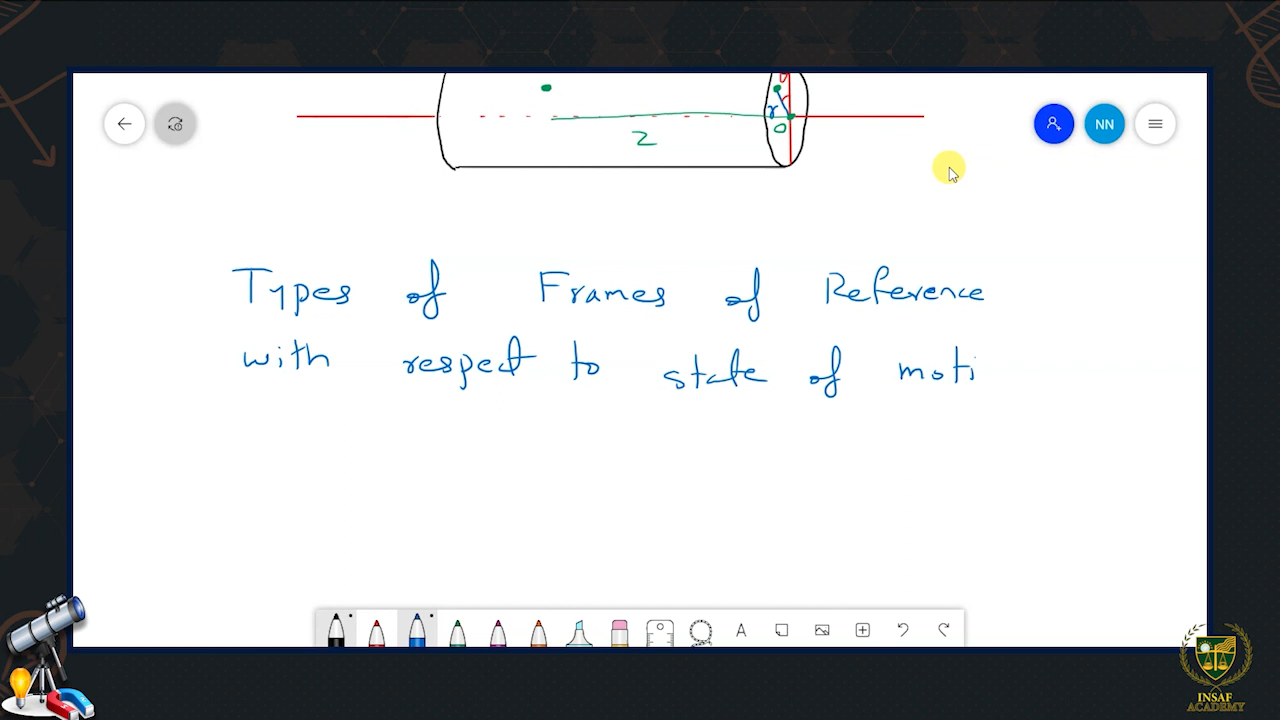 r
O
Z
NN
Types of Frames of Reference
with respect to state of moti
A
INSAF
ACADEMY